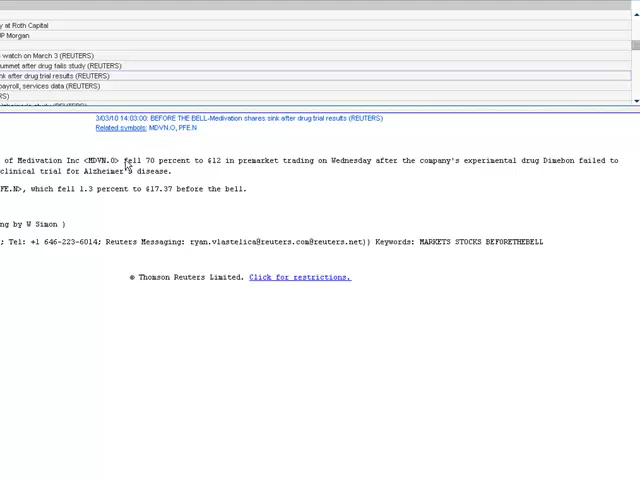 y at Roth Capital
JP Morgan
watch on March 3 (REUTERS)
ummet after drug fails study (REUTERS)
nk after drug trial results (REUTERS)
payroll, services data (REUTERS)
RS)
3/03/10 14:03:00: BEFORE THE BELL-Medivation shares sink after drug trial results (REUTERS)
Related symbols: MDVN.O, PFE.N
of Medivation Inc <MDVN.O> fell 70 percent to $12 in premarket trading on Wednesday after the company's experimental drug Dimebon failed to
clinical trial for Alzheimer's disease.
FE.N>, which fell 1.3 percent to $17.37 before the bell.
ng by W Simon )
; Tel: +1 646-223-6014; Reuters Messaging: ryan.vlastelica@reuters.com@reuters.net)) Keywords: MARKETS STOCKS BEFORETHEBELL
© Thomson Reuters Limited. Click for restrictions.